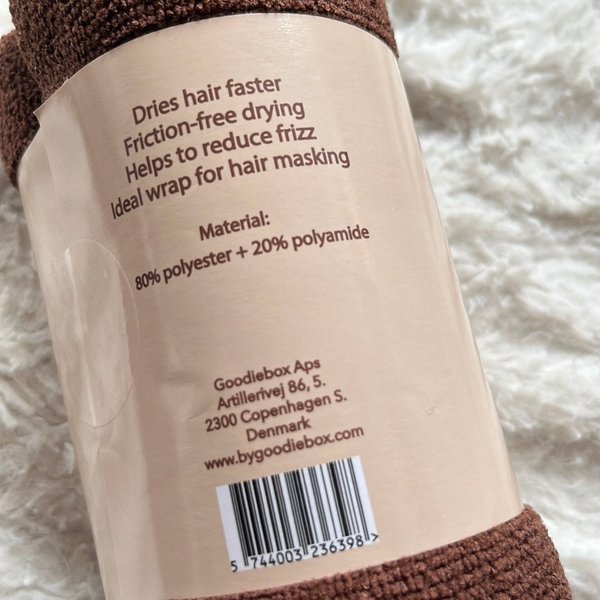 Dries hair faster
Friction-free drying
Helps to reduce frizz
Ideal wrap for hair masking
Material:
80% polyester + 20% polyamide
Goodiebox Aps
Artillerivej 86, 5.
2300 Copenhagen S.
Denmark
www.bygoodiebox.com
5 744003 236398 >